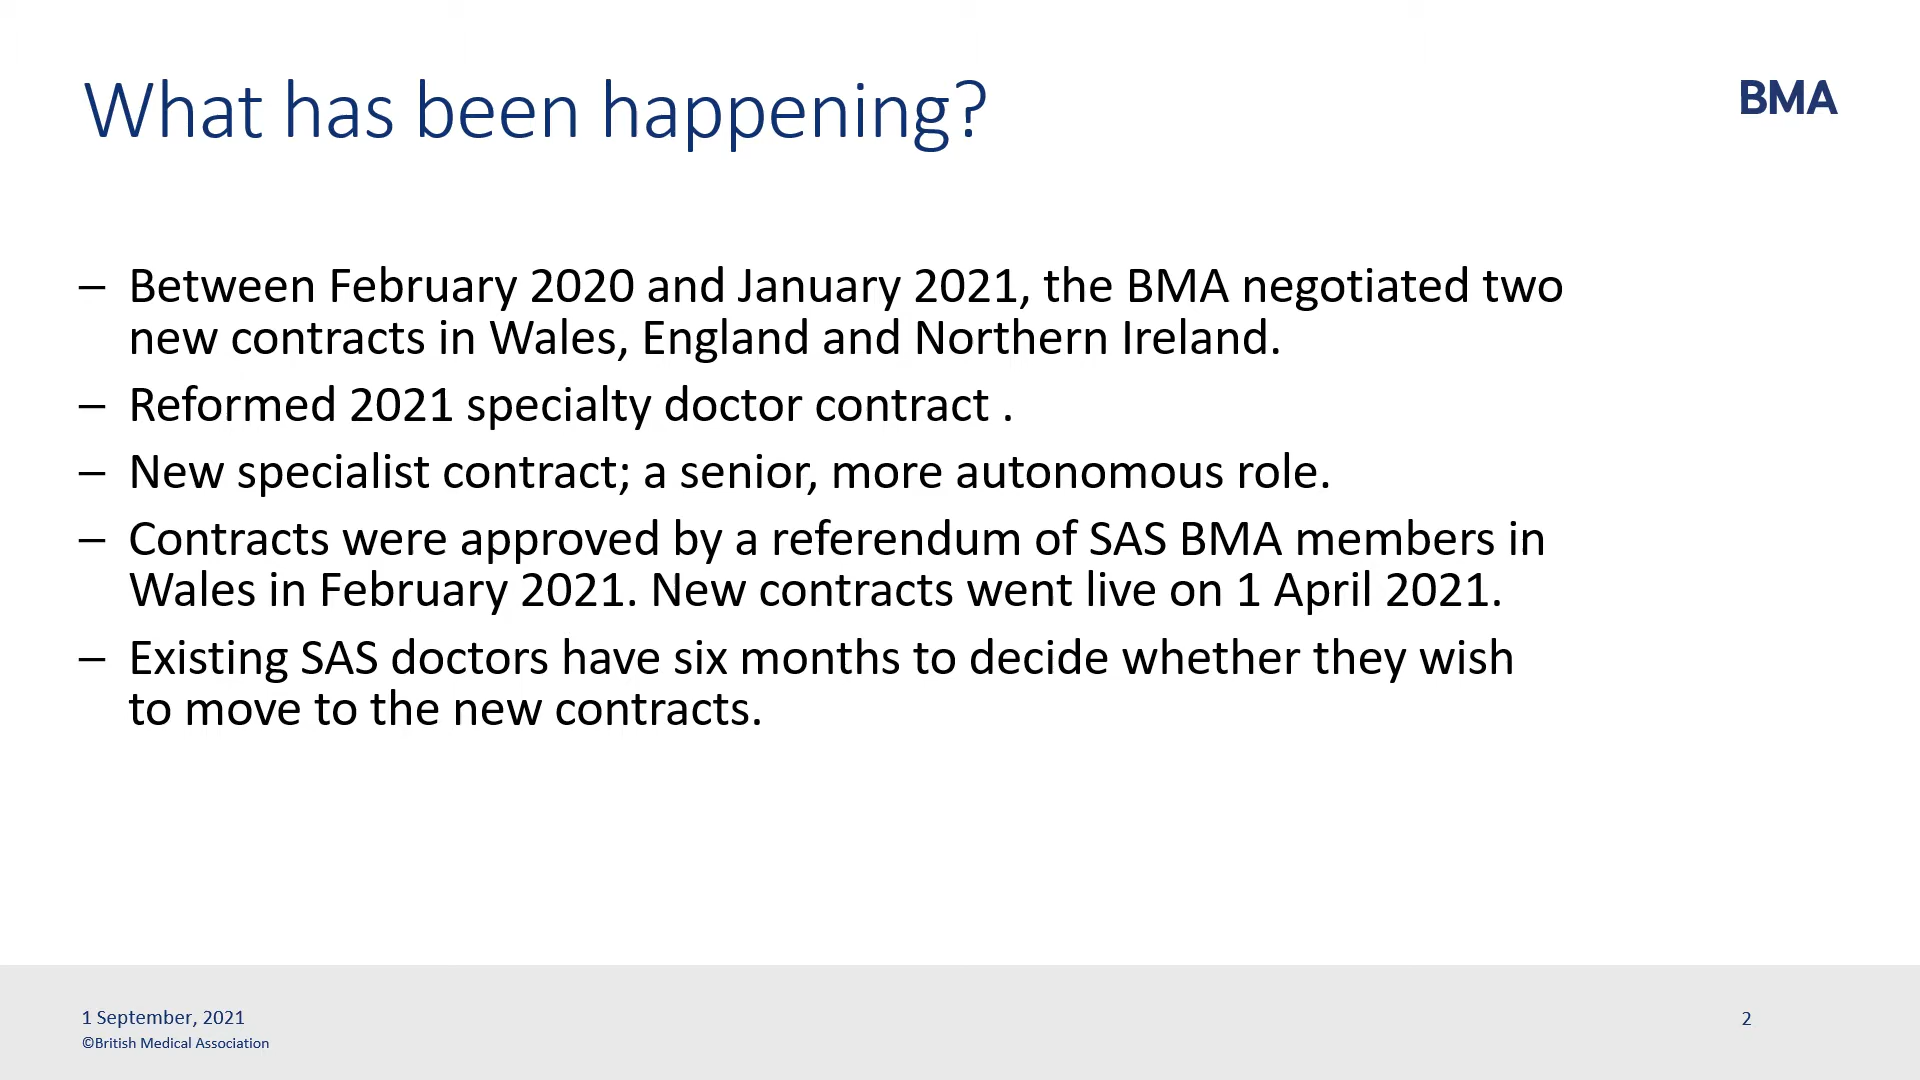 What has been happening?
BMA
– Between February 2020 and January 2021, the BMA negotiated two
new contracts in Wales, England and Northern Ireland.
– Reformed 2021 specialty doctor contract .
– New specialist contract; a senior, more autonomous role.
– Contracts were approved by a referendum of SAS BMA members in
Wales in February 2021. New contracts went live on 1 April 2021.
– Existing SAS doctors have six months to decide whether they wish
to move to the new contracts.
1 September, 2021
2
©British Medical Association